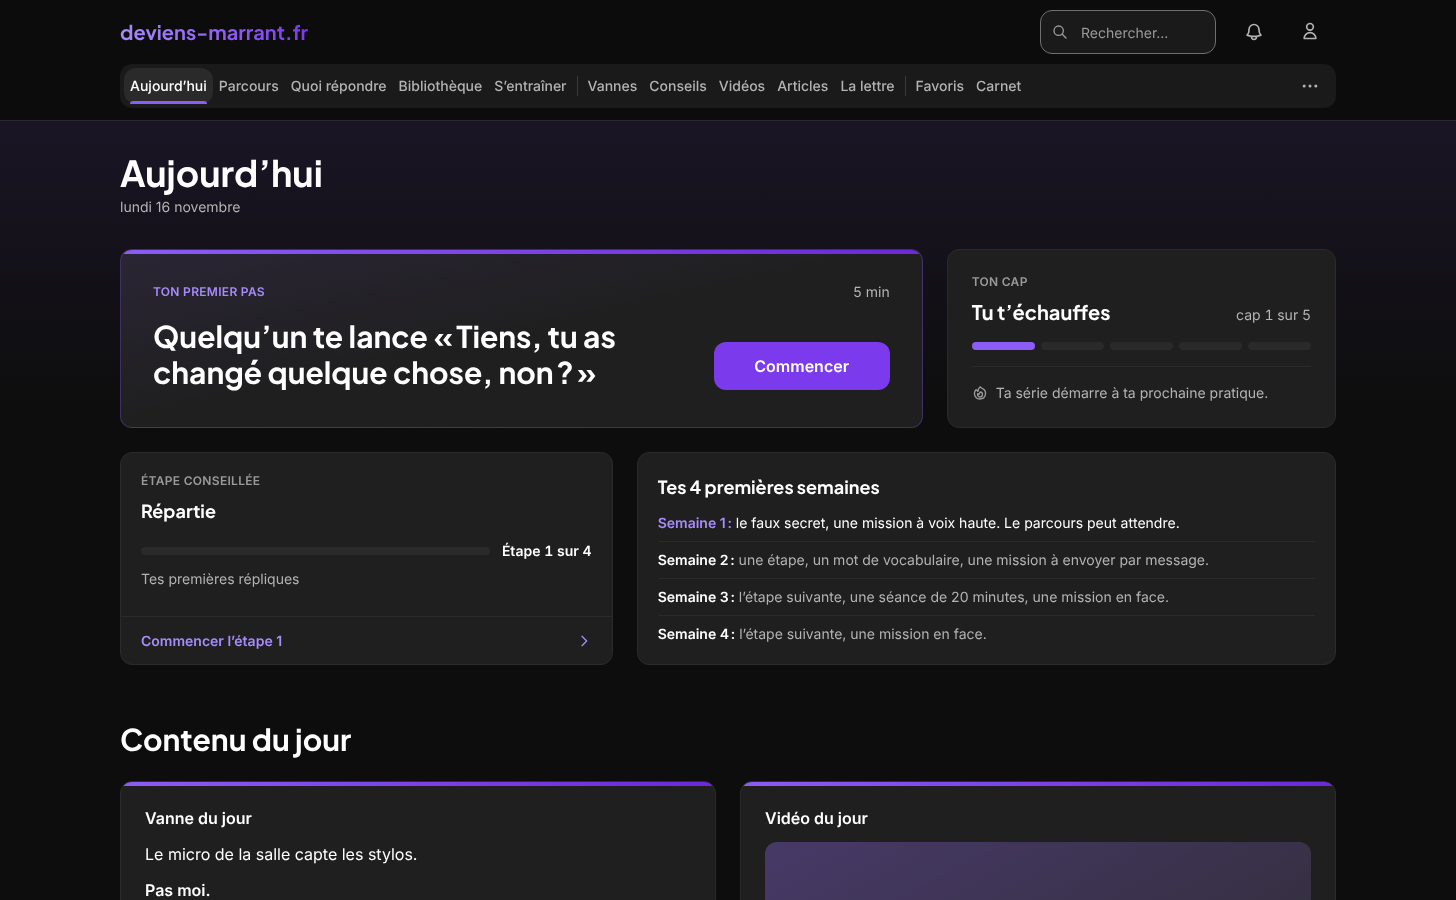 deviens-marrant.fr
Rechercher...
Aujourd’hui Parcours Quoi répondre Bibliothèque S’entraîner Vannes Conseils Vidéos Articles La lettre Favoris Carnet
Aujourd’hui
lundi 16 novembre
TON PREMIER PAS
5 min
Quelqu’un te lance « Tiens, tu as
changé quelque chose, non ? »
Commencer
TON CAP
Tu t’échauffes
cap 1 sur 5
Ta série démarre à ta prochaine pratique.
ÉTAPE CONSEILLÉE
Répartie
Étape 1 sur 4
Tes premières répliques
Commencer l’étape 1
Tes 4 premières semaines
Semaine 1 : le faux secret, une mission à voix haute. Le parcours peut attendre.
Semaine 2 : une étape, un mot de vocabulaire, une mission à envoyer par message.
Semaine 3 : l’étape suivante, une séance de 20 minutes, une mission en face.
Semaine 4 : l’étape suivante, une mission en face.
Contenu du jour
Vanne du jour
Le micro de la salle capte les stylos.
Pas moi.
Vidéo du jour